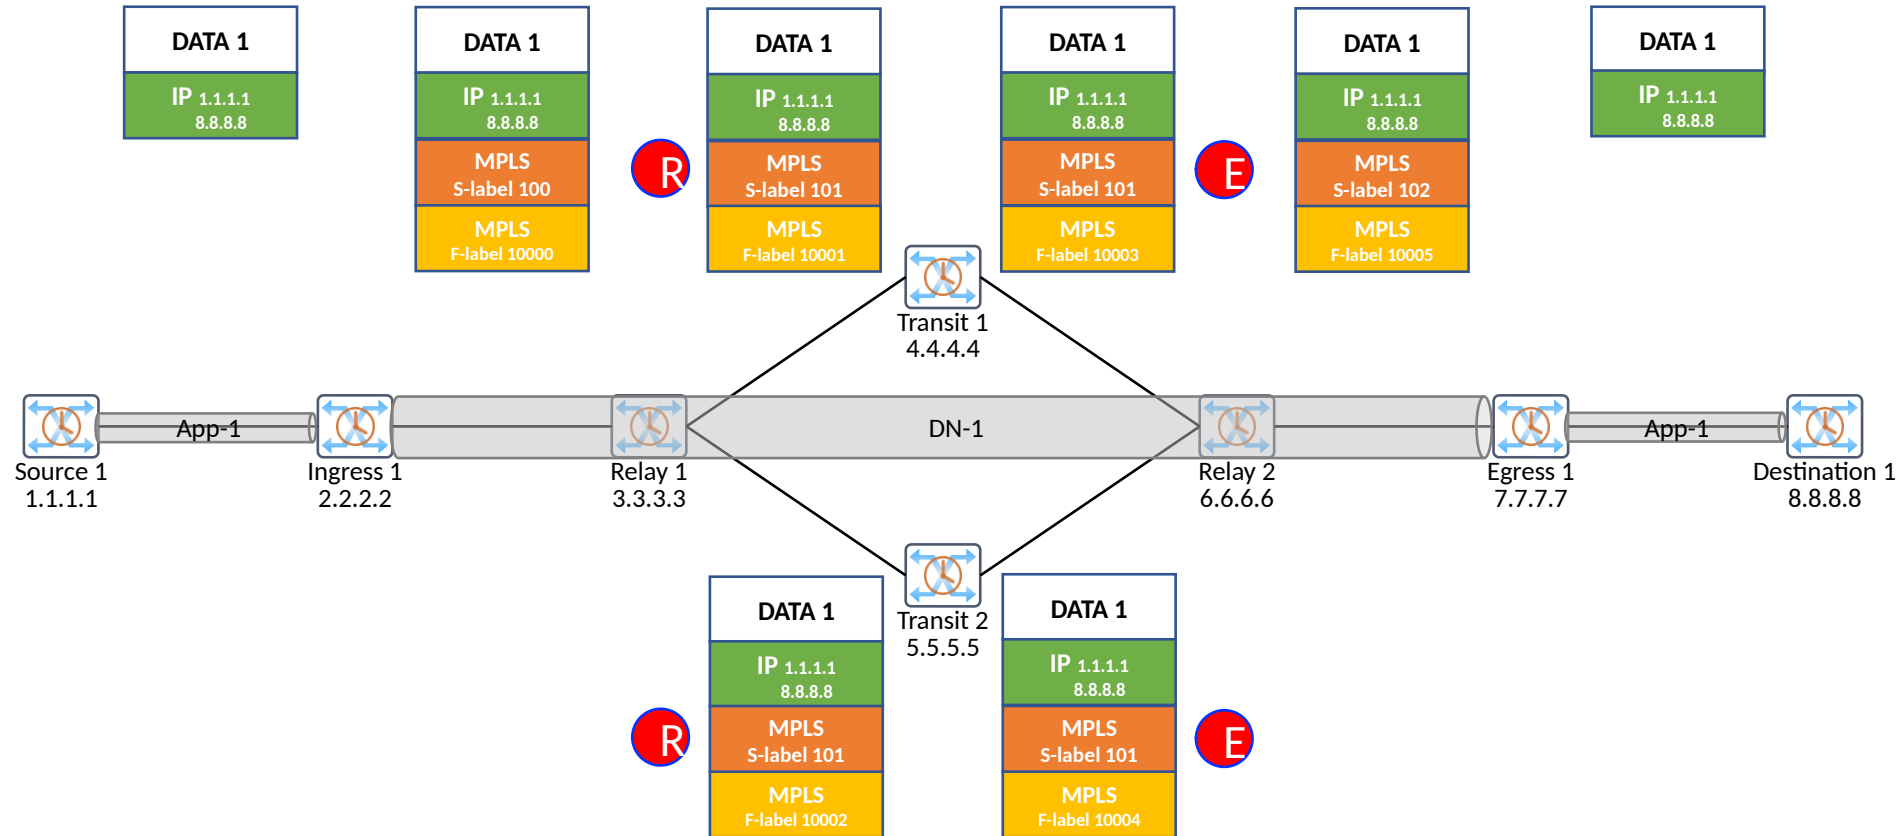 DATA 1
IP 1.1.1.1
8.8.8.8
DATA 1
IP 1.1.1.1
8.8.8.8
MPLS
S-label 100
MPLS
F-label 10000
R
DATA 1
IP 1.1.1.1
8.8.8.8
MPLS
S-label 101
MPLS
F-label 10001
DATA 1
IP 1.1.1.1
8.8.8.8
MPLS
S-label 101
MPLS
F-label 10003
E
DATA 1
IP 1.1.1.1
8.8.8.8
MPLS
S-label 102
MPLS
F-label 10005
DATA 1
IP 1.1.1.1
8.8.8.8
Transit 1
4.4.4.4
App-1
DN-1
App-1
Source 1
1.1.1.1
Ingress 1
2.2.2.2
Relay 1
3.3.3.3
Relay 2
6.6.6.6
Egress 1
7.7.7.7
Destination 1
8.8.8.8
Transit 2
5.5.5.5
R
DATA 1
IP 1.1.1.1
8.8.8.8
MPLS
S-label 101
MPLS
F-label 10002
DATA 1
IP 1.1.1.1
8.8.8.8
MPLS
S-label 101
MPLS
F-label 10004
E